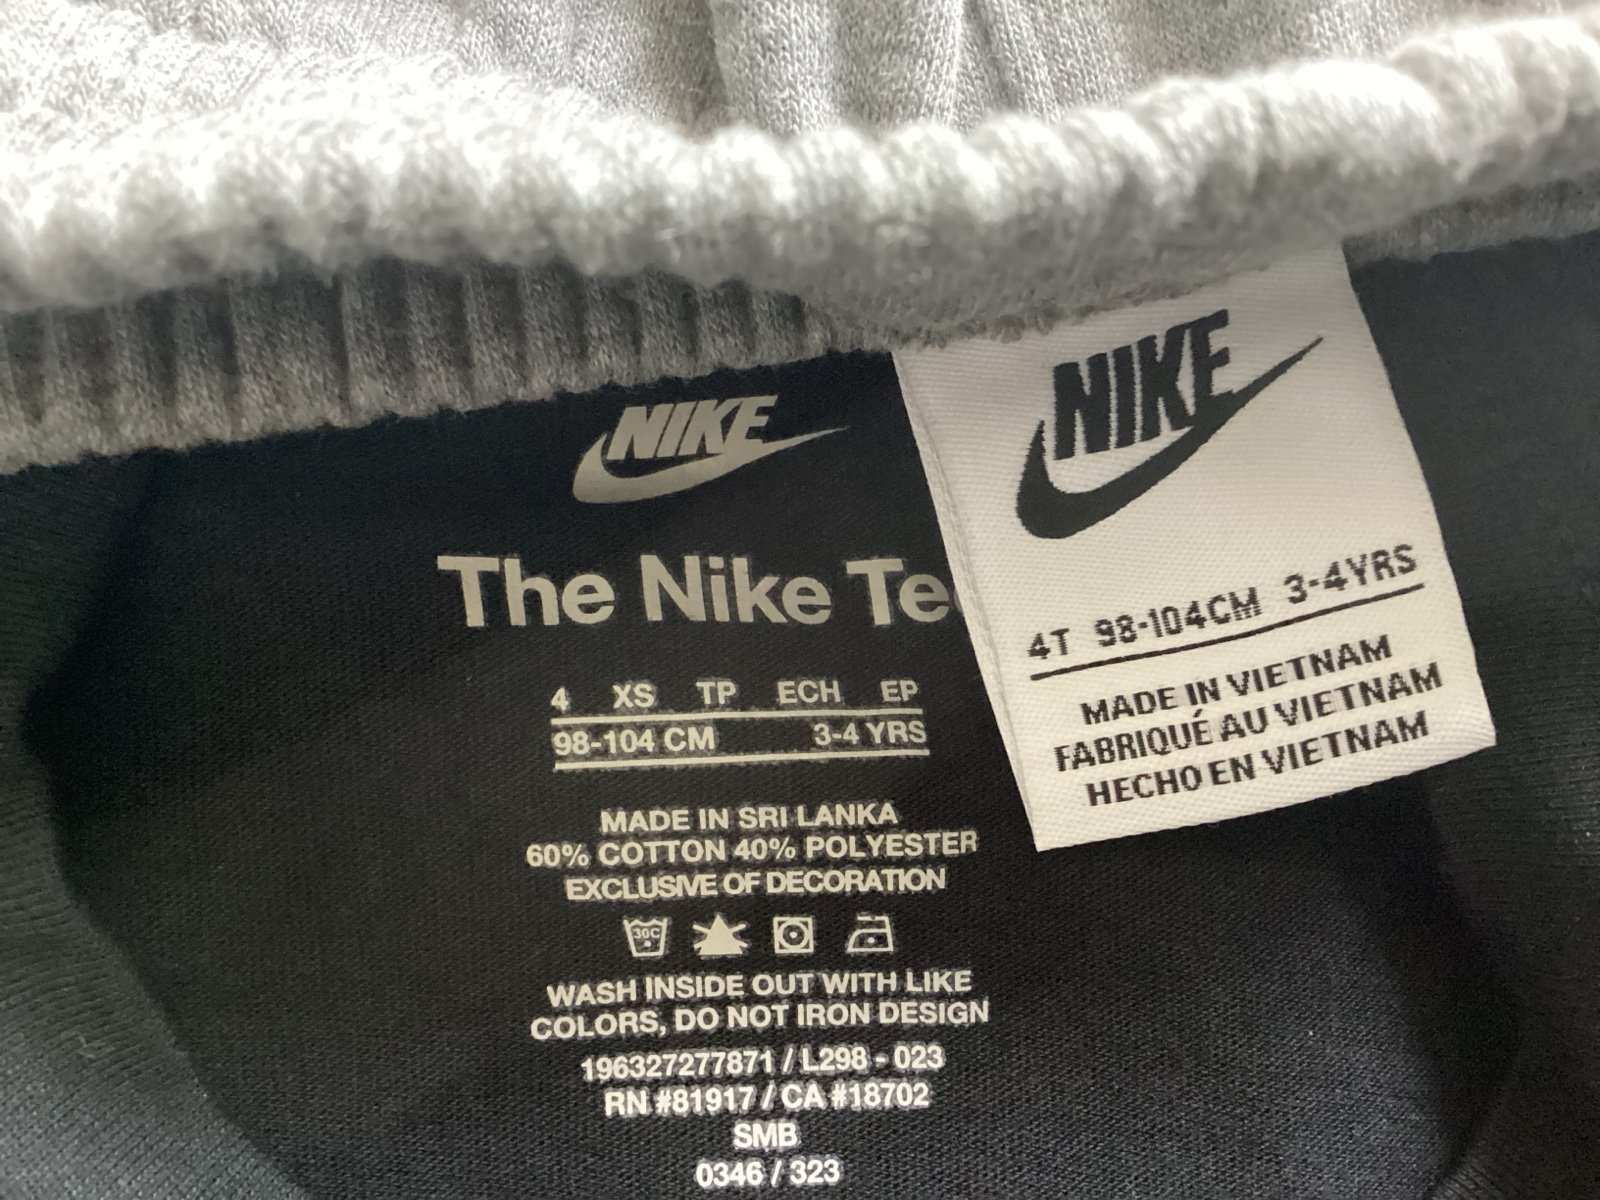 NIKE
The Nike Te
4 XS TP ECH EP
98-104 CM 3-4 YRS
MADE IN SRI LANKA
60% COTTON 40% POLYESTER
EXCLUSIVE OF DECORATION
30C
WASH INSIDE OUT WITH LIKE
COLORS, DO NOT IRON DESIGN
196327277871 / L298 - 023
RN #81917 / CA #18702
SMB
0346 / 323
NIKE
4T 98-104CM 3-4YRS
MADE IN VIETNAM
FABRIQUÉ AU VIETNAM
HECHO EN VIETNAM